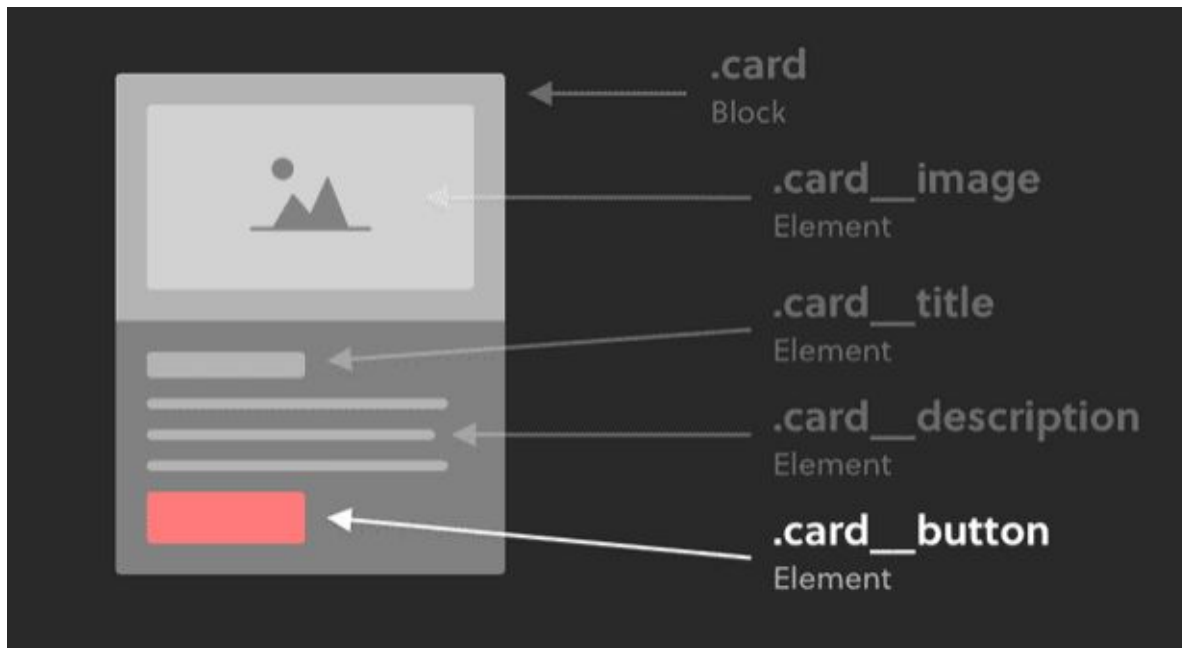 .card
Block
.card__image
Element
.card__title
Element
.card__description
Element
.card__button
Element